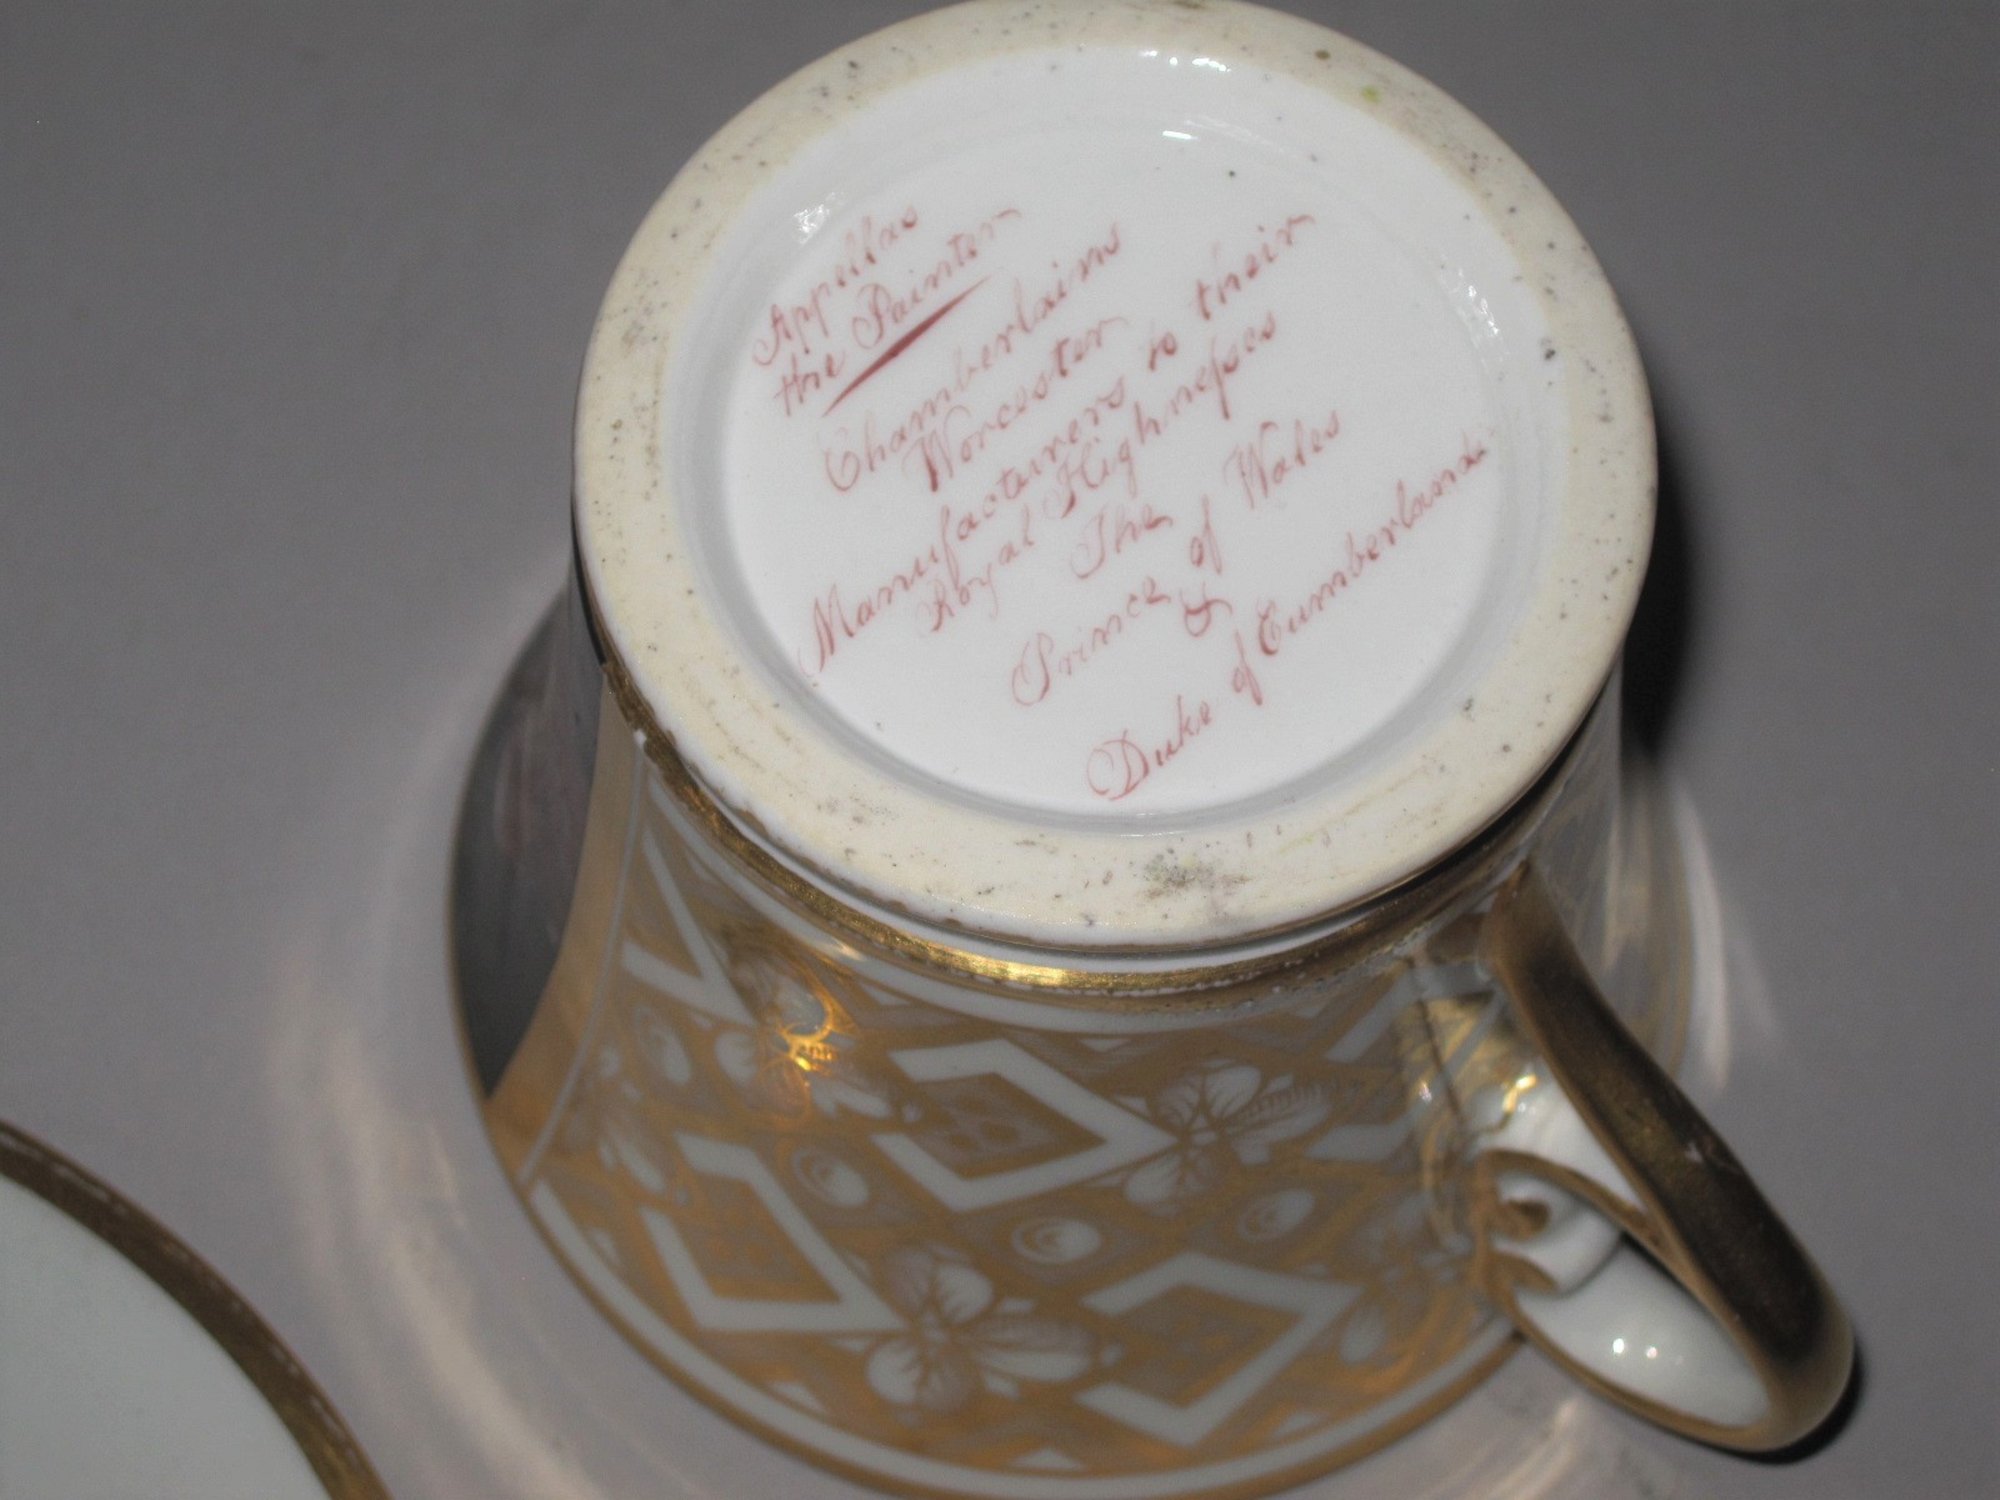 Appellas
the Painter
Chamberlains
Worcester
Manufacturers to their
Royal Highneſses
The
Prince of Wales
&
Duke of Cumberland.